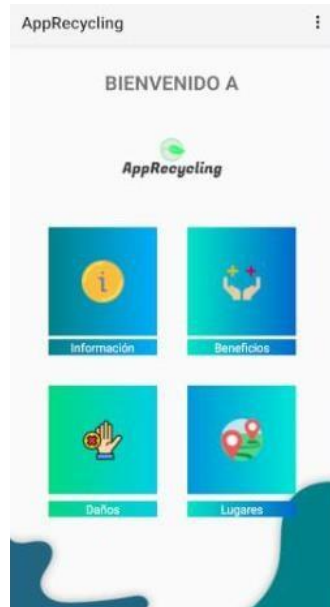 AppRecycling
BIENVENIDO A
AppRecycling
Información
Beneficios
Daños
Lugares